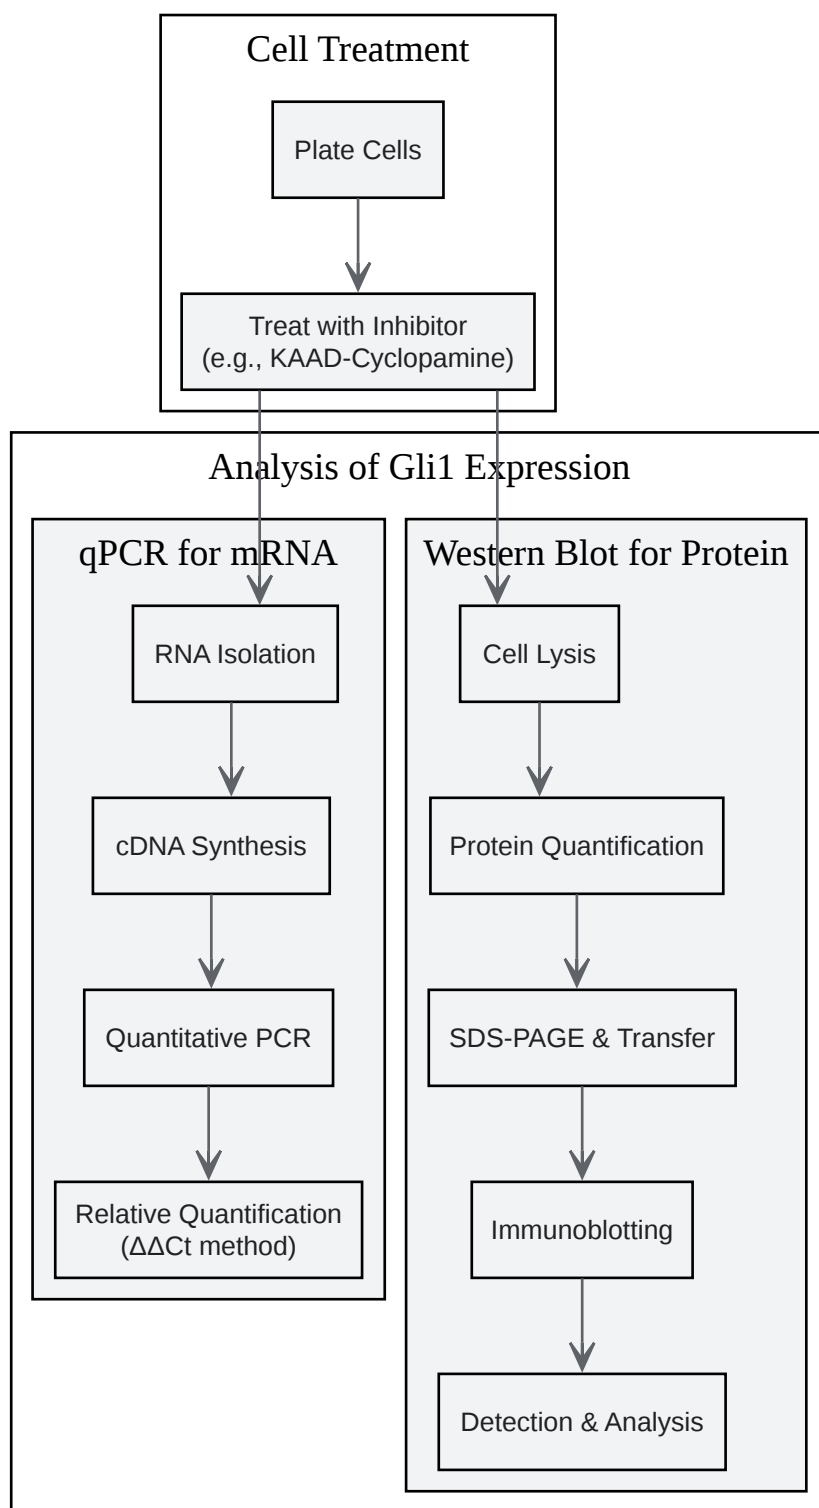 Cell Treatment
Plate Cells
Treat with Inhibitor
(e.g., KAAD-Cyclopamine)
Analysis of Gli1 Expression
qPCR for mRNA
RNA Isolation
cDNA Synthesis
Quantitative PCR
Relative Quantification
(ΔΔCt method)
Western Blot for Protein
Cell Lysis
Protein Quantification
SDS-PAGE & Transfer
Immunoblotting
Detection & Analysis